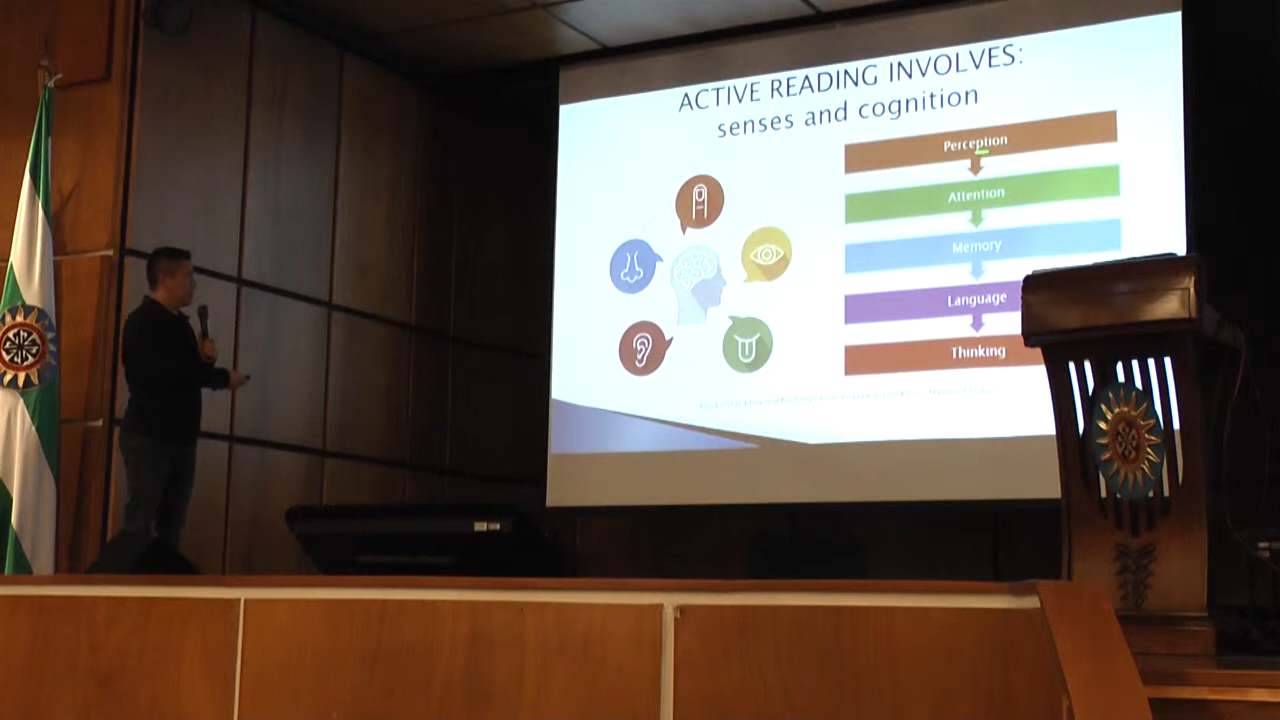 ACTIVE READING INVOLVES:
senses and cognition
Perception
Attention
Memory
Language
Thinking